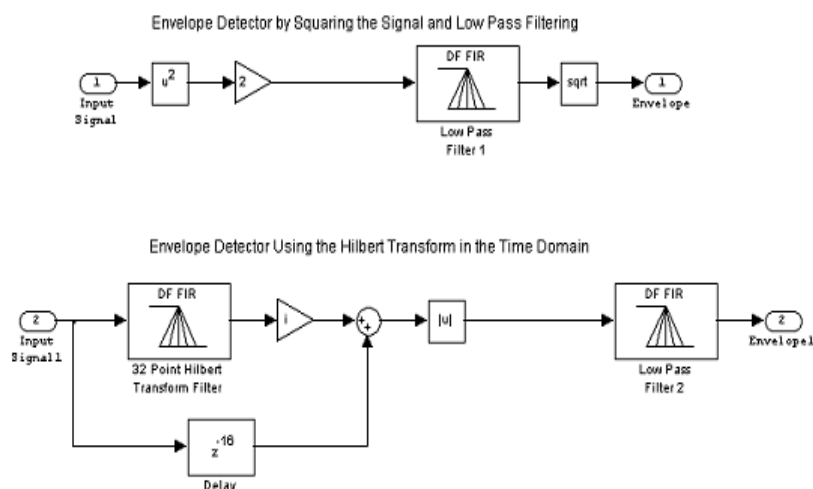 Envelope Detector by Squaring the Signal and Low Pass Filtering
DF FIR
1
u2
2
sqrt
1
Input
Signal
Envelope
Low Pass
Filter 1
Envelope Detector Using the Hilbert Transform in the Time Domain
DF FIR
DF FIR
2
i
+
+
|u|
2
Input
Signal1
Envelope1
32 Point Hilbert
Transform Filter
Low Pass
Filter 2
z-16
Delay